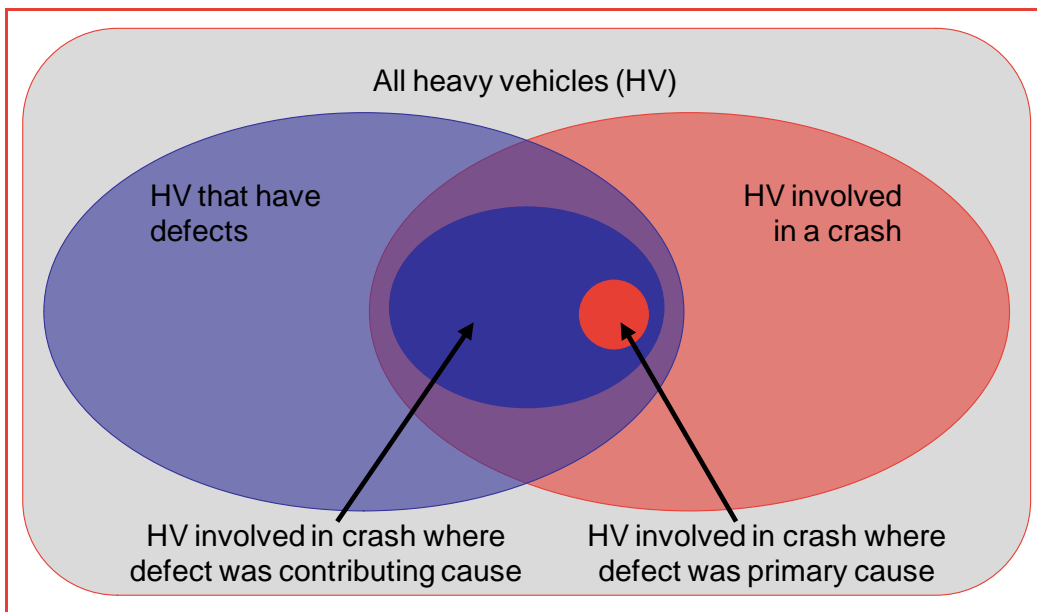 All heavy vehicles (HV)
HV that have
defects
HV involved
in a crash
HV involved in crash where
defect was contributing cause
HV involved in crash where
defect was primary cause